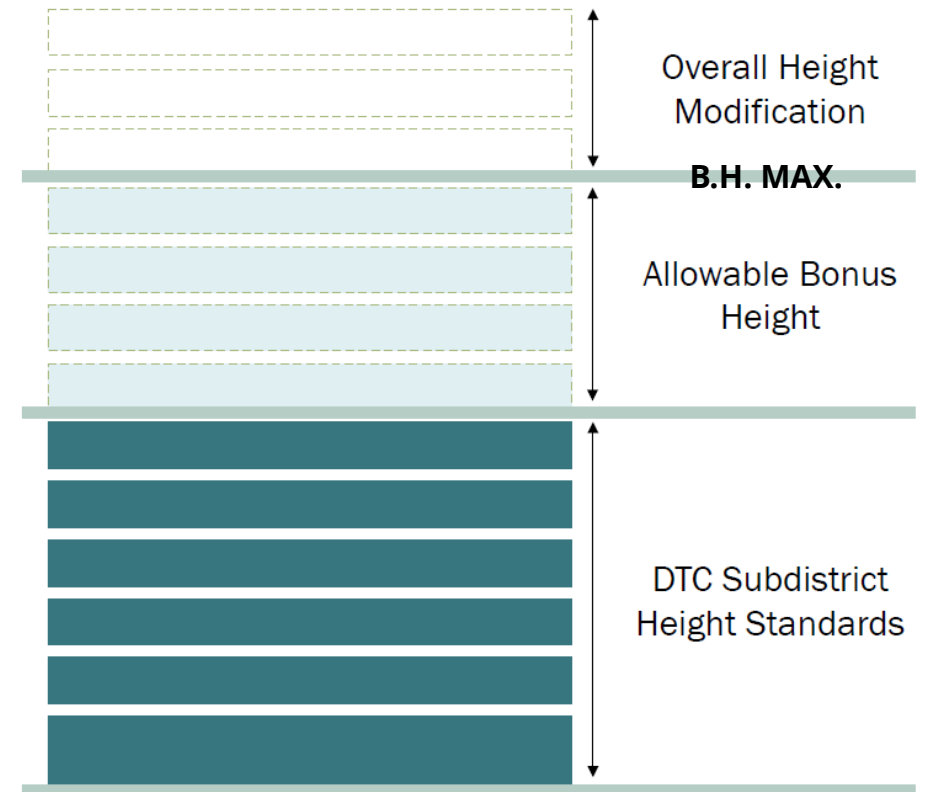 Overall Height
Modification
B.H. MAX.
Allowable Bonus
Height
DTC Subdistrict
Height Standards